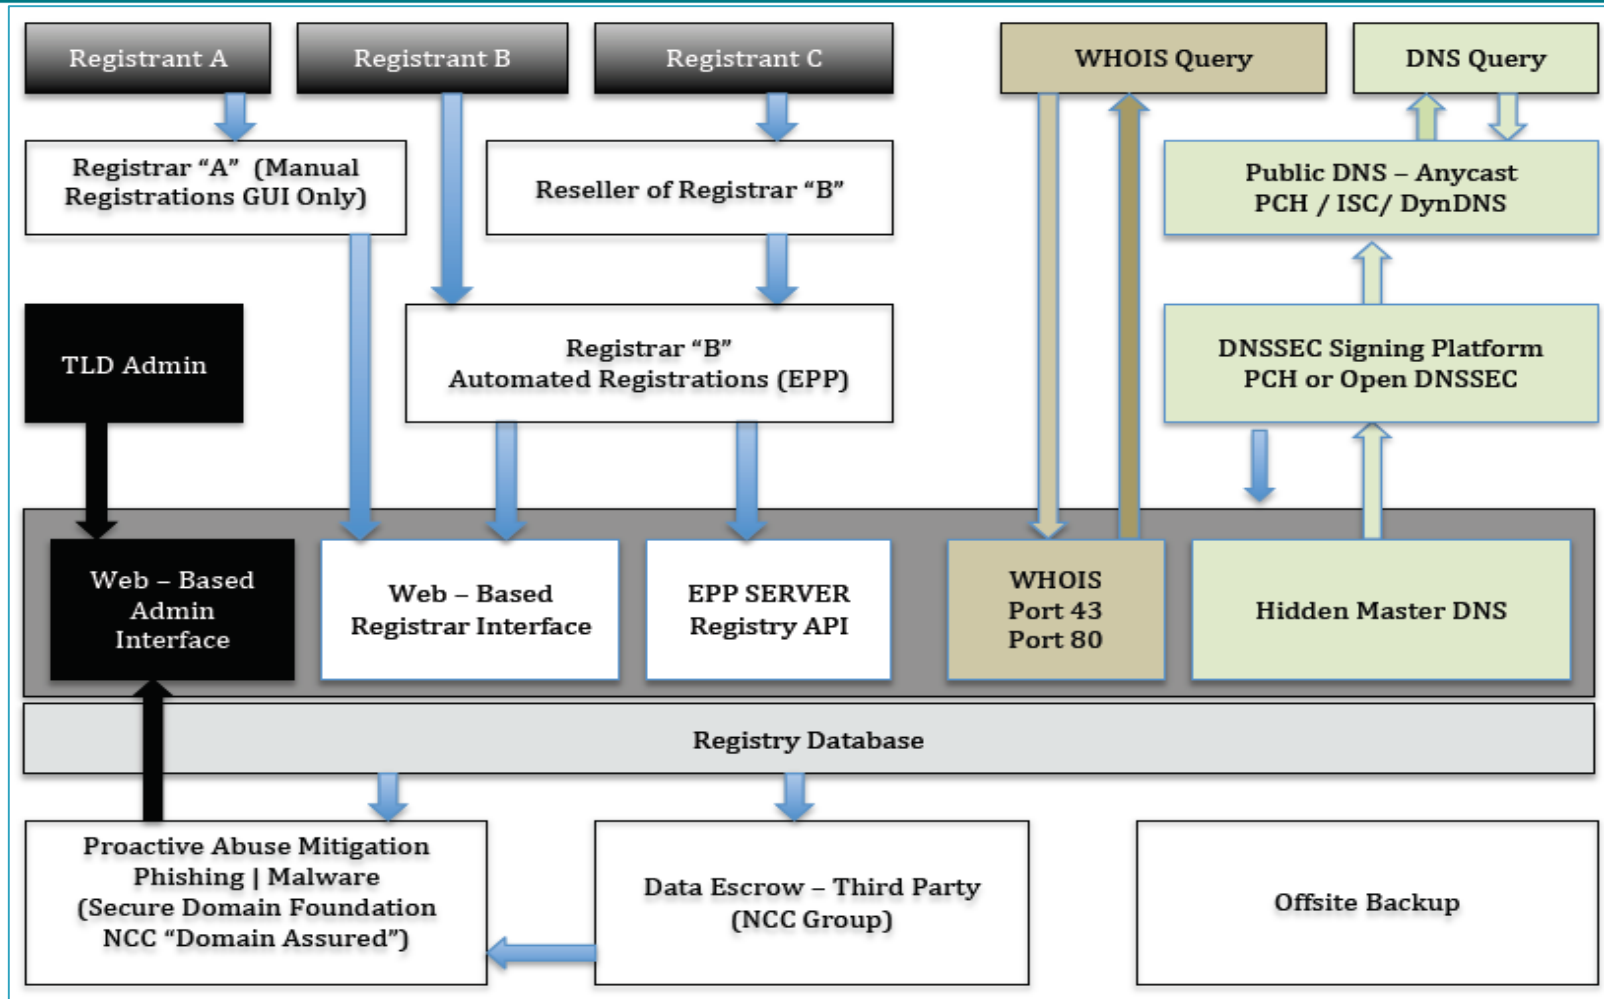 Registrant A
Registrant B
Registrant C
WHOIS Query
DNS Query
Registrar “A”  (Manual
Registrations GUI Only)
Reseller of Registrar “B”
Public DNS – Anycast
PCH / ISC/ DynDNS
TLD Admin
Registrar “B”
Automated Registrations (EPP)
DNSSEC Signing Platform
PCH or Open DNSSEC
Web – Based
Admin
Interface
Web – Based
Registrar Interface
EPP SERVER
Registry API
WHOIS
Port 43
Port 80
Hidden Master DNS
Registry Database
Proactive Abuse Mitigation
Phishing | Malware
(Secure Domain Foundation
NCC “Domain Assured”)
Data Escrow – Third Party
(NCC Group)
Offsite Backup